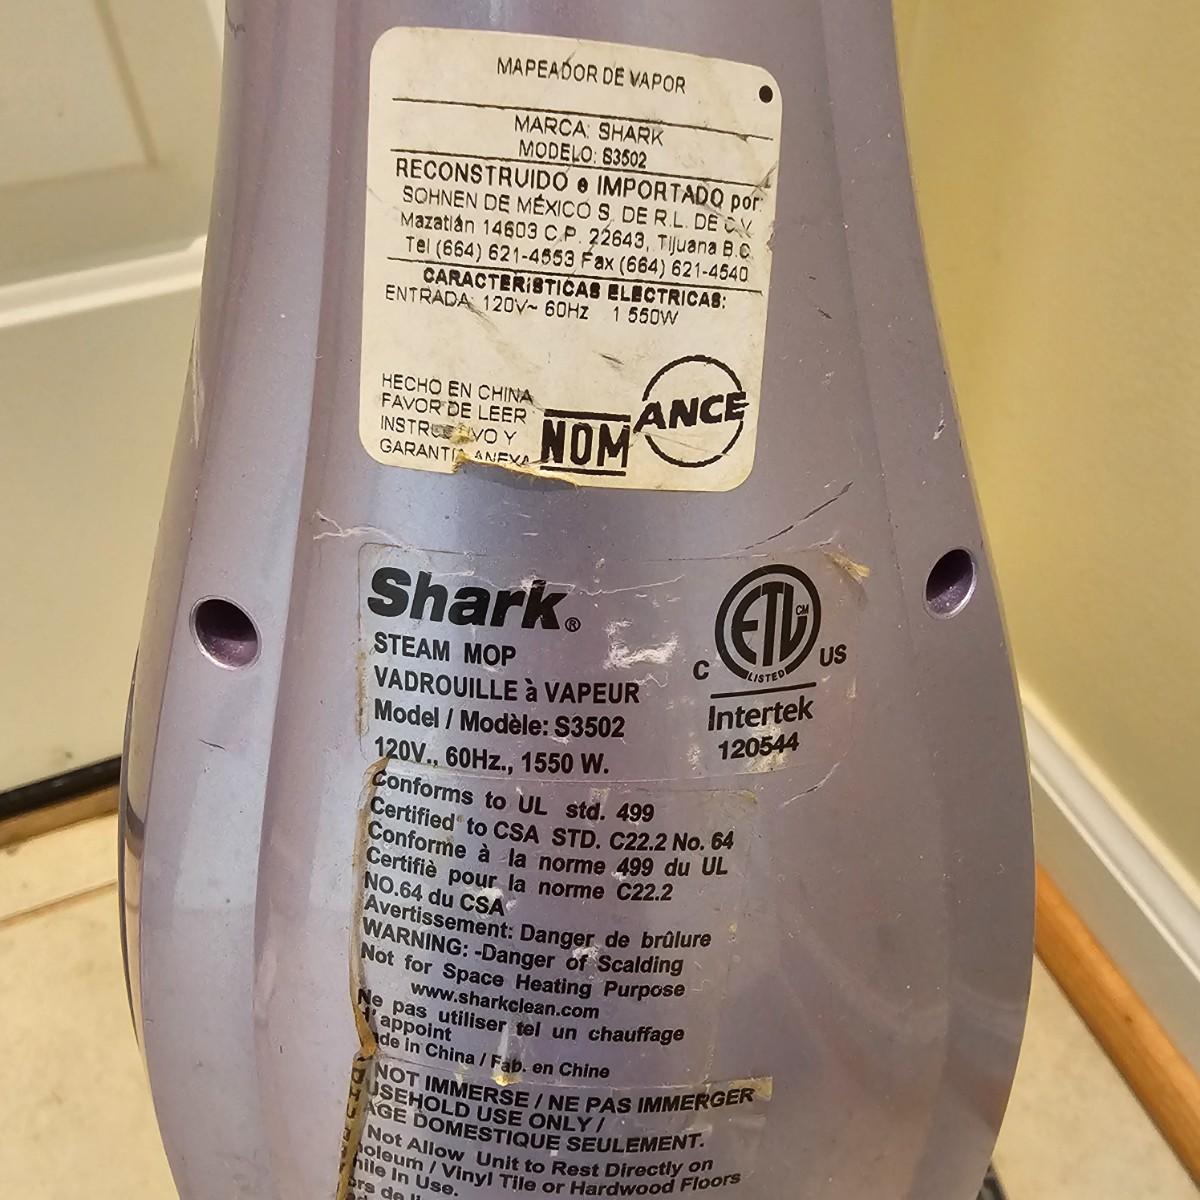 MAPEADOR DE VAPOR
MARCA: SHARK
MODELO: S3502
RECONSTRUIDO e IMPORTADO por:
SOHNEN DE MÉXICO S. DE R.L. DE C.V.
Mazatlán 14603 C.P. 22643, Tijuana B.C.
Tel (664) 621-4553 Fax (664) 621-4540
CARACTERíSTICAS ELECTRICAS:
ENTRADA: 120V~ 60Hz 1 550W
HECHO EN CHINA
FAVOR DE LEER
Y
GARANTÍA ANEXA
NOM
ANCE
Shark®
STEAM MOP
VADROUILLE à VAPEUR
Model / Modèle: S3502
120V., 60Hz., 1550 W.
C ETL CM US
LISTED
Intertek
120544
Conforms to UL std. 499
Certified to CSA STD. C22.2 No. 64
Conforme à la norme 499 du UL
Certifiè pour la norme C22.2
NO.64 du CSA
Avertissement: Danger de brûlure
WARNING: -Danger of Scalding
Not for Space Heating Purpose
www.sharkclean.com
Ne pas utiliser tel un chauffage
d'appoint
in China / Fab. en Chine
NOT IMMERSE / NE PAS IMMERGER
USEHOLD USE ONLY /
AGE DOMESTIQUE SEULEMENT.
Not Allow Unit to Rest Directly on
noleum / Vinyl Tile or Hardwood Floors
hile In Use.